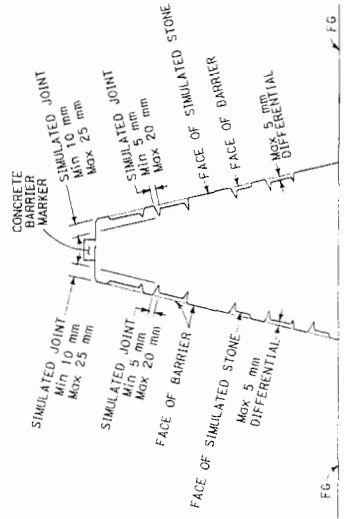 CONCRETE
BARRIER
MARKER
SIMULATED JOINT
Min 10 mm
Max 25 mm
SIMULATED JOINT
Min 5 mm
Max 20 mm
FACE OF BARRIER
FACE OF SIMULATED STONE
Max 5 mm
DIFFERENTIAL
FG
SIMULATED JOINT
Min 10 mm
Max 25 mm
SIMULATED JOINT
Min 5 mm
Max 20 mm
FACE OF SIMULATED STONE
FACE OF BARRIER
Max 5 mm
DIFFERENTIAL
FG